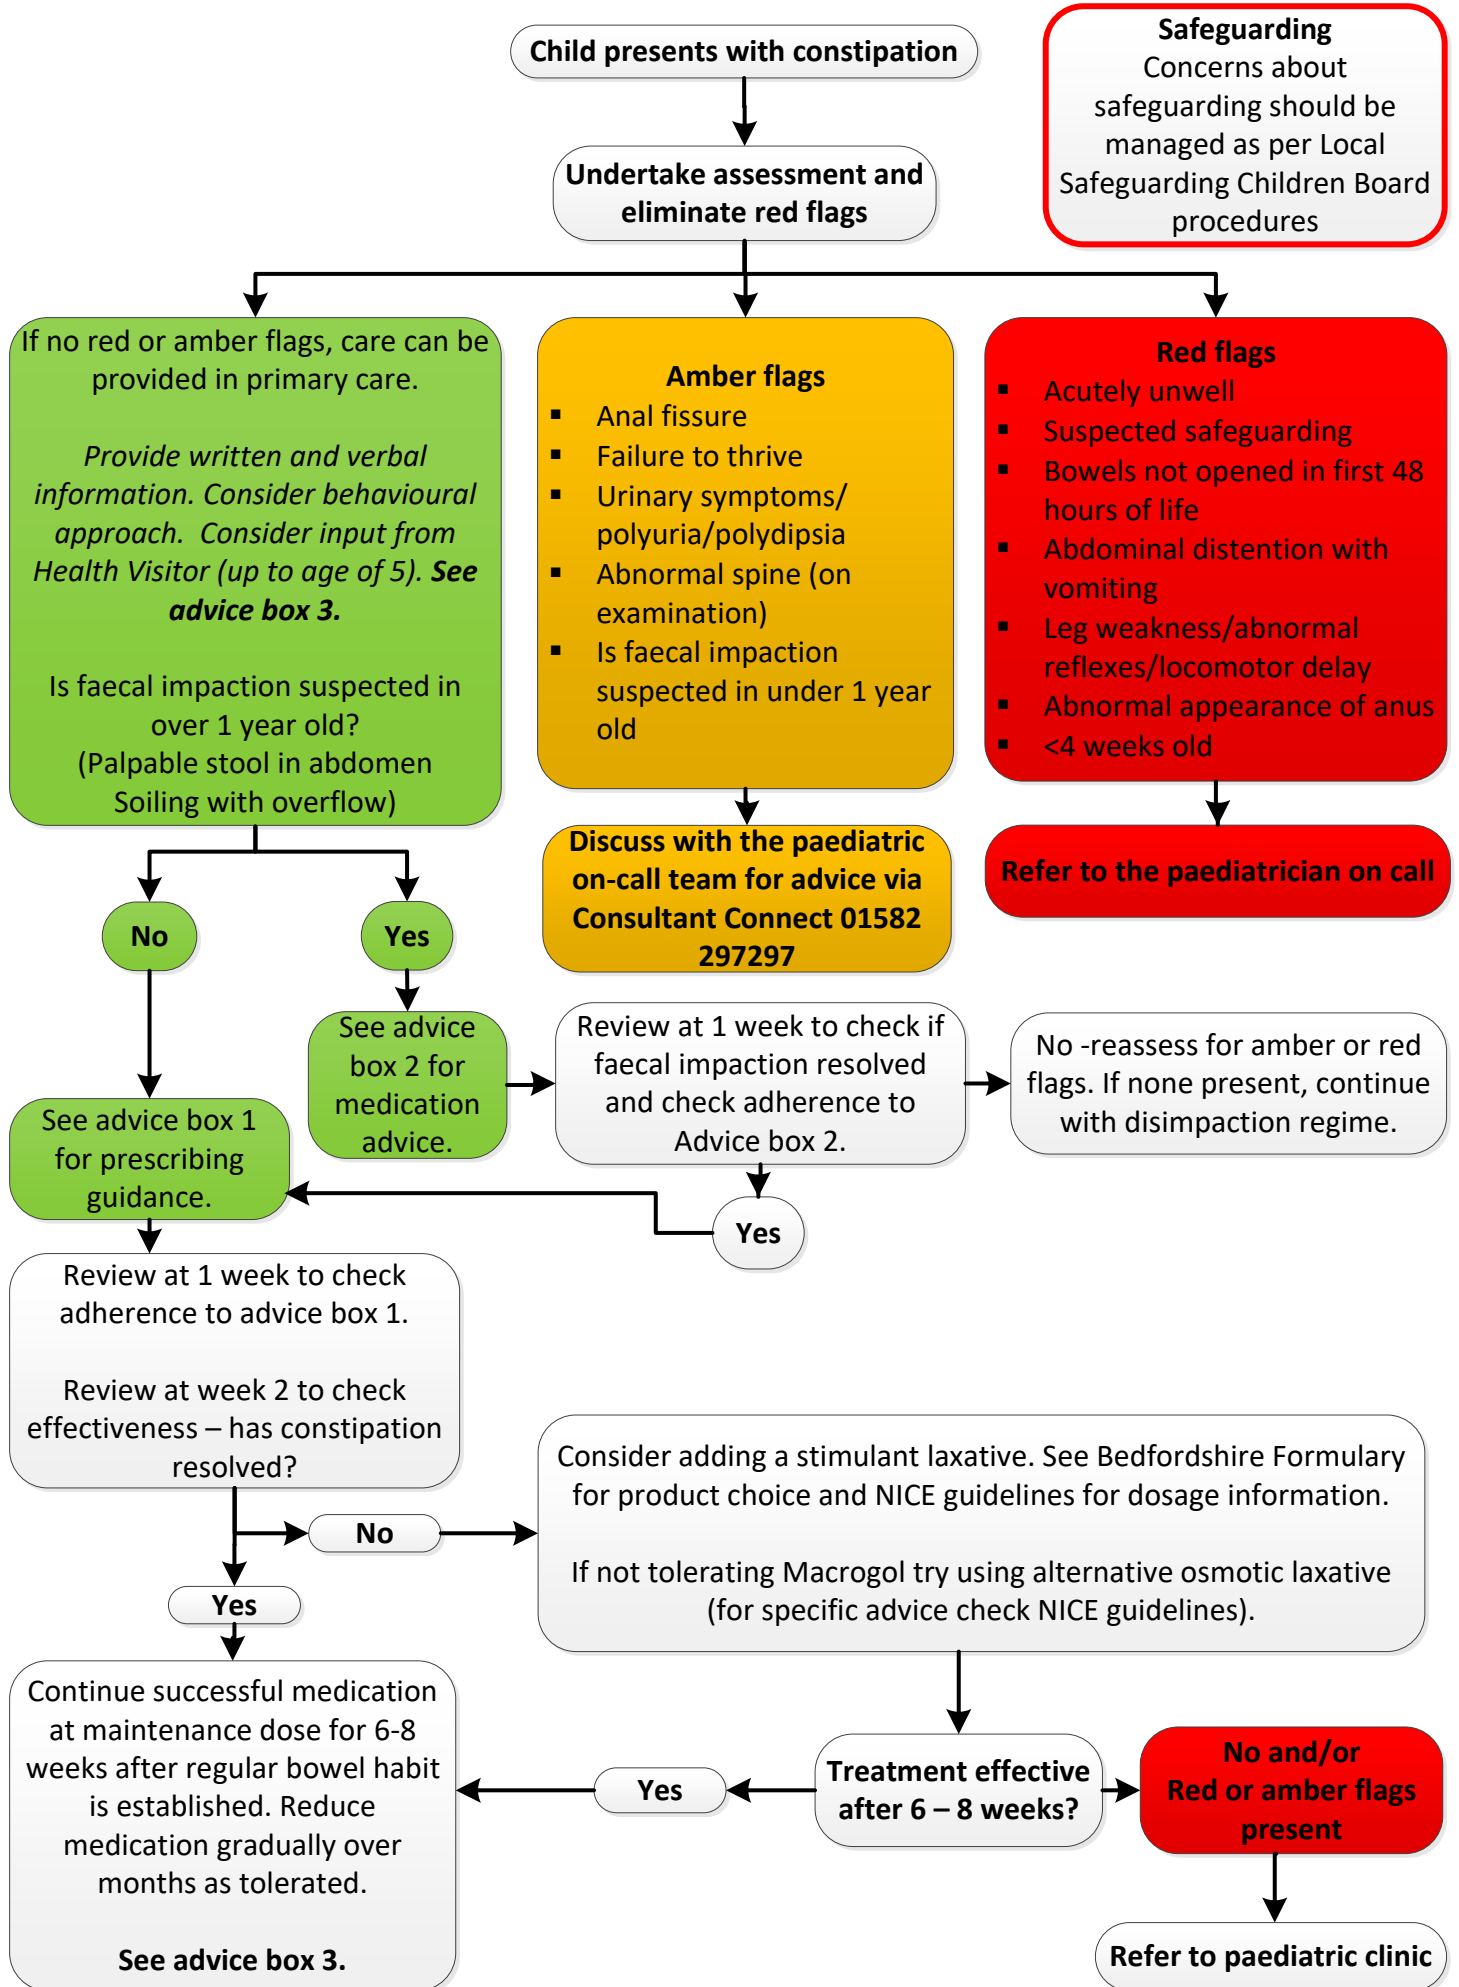 Child presents with constipation
Safeguarding
Concerns about
safeguarding should be
managed as per Local
Safeguarding Children Board
procedures
Undertake assessment and
eliminate red flags
If no red or amber flags, care can be
provided in primary care.
Provide written and verbal
information. Consider behavioural
approach.  Consider input from
Health Visitor (up to age of 5). See
advice box 3.
Is faecal impaction suspected in
over 1 year old?
(Palpable stool in abdomen
Soiling with overflow)
Amber flags
▪ Anal fissure
▪ Failure to thrive
▪ Urinary symptoms/
polyuria/polydipsia
▪ Abnormal spine (on
examination)
▪ Is faecal impaction
suspected in under 1 year
old
Red flags
▪ Acutely unwell
▪ Suspected safeguarding
▪ Bowels not opened in first 48
hours of life
▪ Abdominal distention with
vomiting
▪ Leg weakness/abnormal
reflexes/locomotor delay
▪ Abnormal appearance of anus
▪ <4 weeks old
Discuss with the paediatric
on-call team for advice via
Consultant Connect 01582
297297
Refer to the paediatrician on call
No
Yes
See advice
box 2 for
medication
advice.
Review at 1 week to check if
faecal impaction resolved
and check adherence to
Advice box 2.
No -reassess for amber or red
flags. If none present, continue
with disimpaction regime.
See advice box 1
for prescribing
guidance.
Yes
Review at 1 week to check
adherence to advice box 1.
Review at week 2 to check
effectiveness – has constipation
resolved?
No
Consider adding a stimulant laxative. See Bedfordshire Formulary
for product choice and NICE guidelines for dosage information.
If not tolerating Macrogol try using alternative osmotic laxative
(for specific advice check NICE guidelines).
Yes
Continue successful medication
at maintenance dose for 6-8
weeks after regular bowel habit
is established. Reduce
medication gradually over
months as tolerated.
See advice box 3.
Yes
Treatment effective
after 6 – 8 weeks?
No and/or
Red or amber flags
present
Refer to paediatric clinic